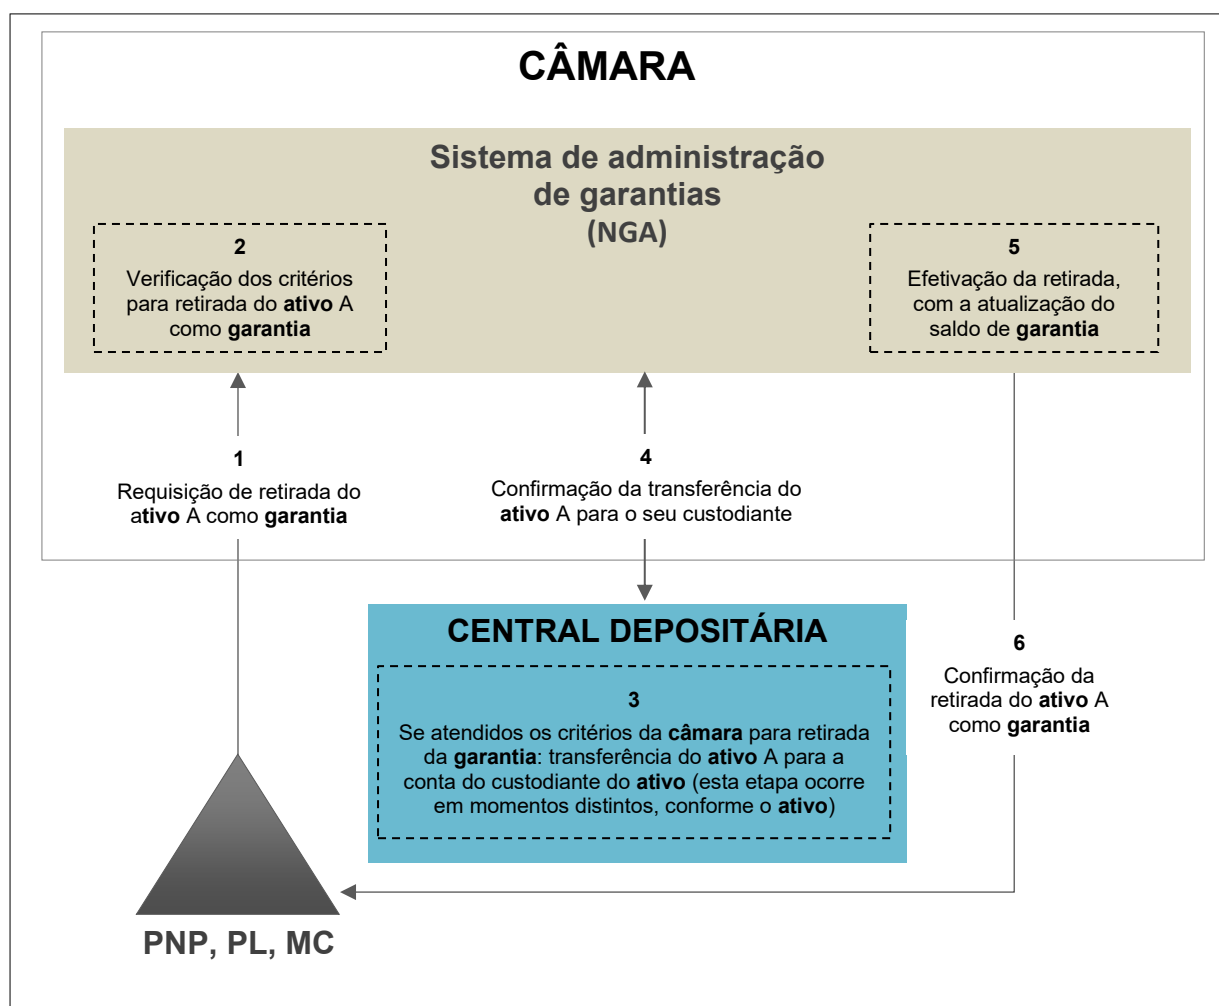 CÂMARA
Sistema de administração
de garantias
(NGA)
2
Verificação dos critérios
para retirada do ativo A
como garantia
5
Efetivação da retirada,
com a atualização do
saldo de garantia
1
Requisição de retirada do
ativo A como garantia
4
Confirmação da transferência do
ativo A para o seu custodiante
CENTRAL DEPOSITÁRIA
3
Se atendidos os critérios da câmara para retirada
da garantia: transferência do ativo A para a
conta do custodiante do ativo (esta etapa ocorre
em momentos distintos, conforme o ativo)
6
Confirmação da
retirada do ativo A
como garantia
PNP, PL, MC